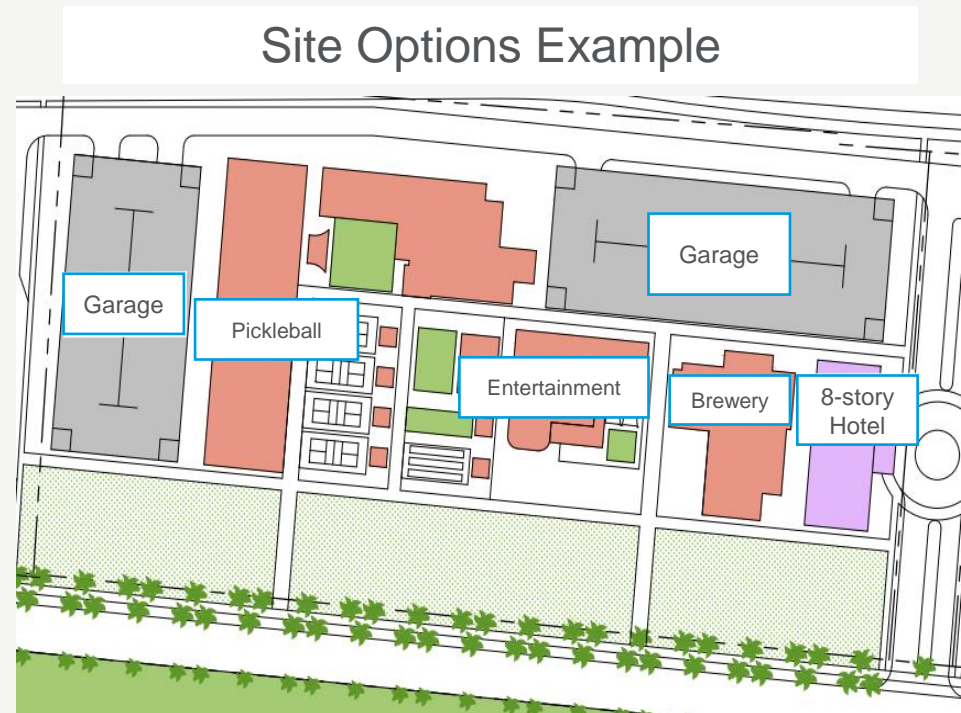 Site Options Example
Garage
Garage
Pickleball
Entertainment
Brewery
8-story
Hotel